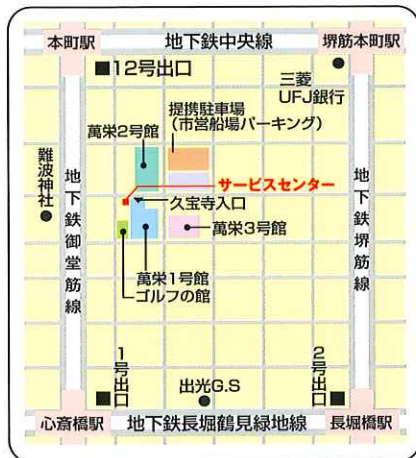 本町駅
地下鉄中央線
堺筋本町駅
12号出口
三菱
UFJ銀行
提携駐車場
(市営船場パーキング)
萬栄2号館
難波神社
地下鉄御堂筋線
サービスセンター
久宝寺入口
萬栄3号館
地下鉄堺筋線
萬栄1号館
ゴルフの館
1号出口
出光G.S
2号出口
心斎橋駅
地下鉄長堀鶴見緑地線
長堀橋駅